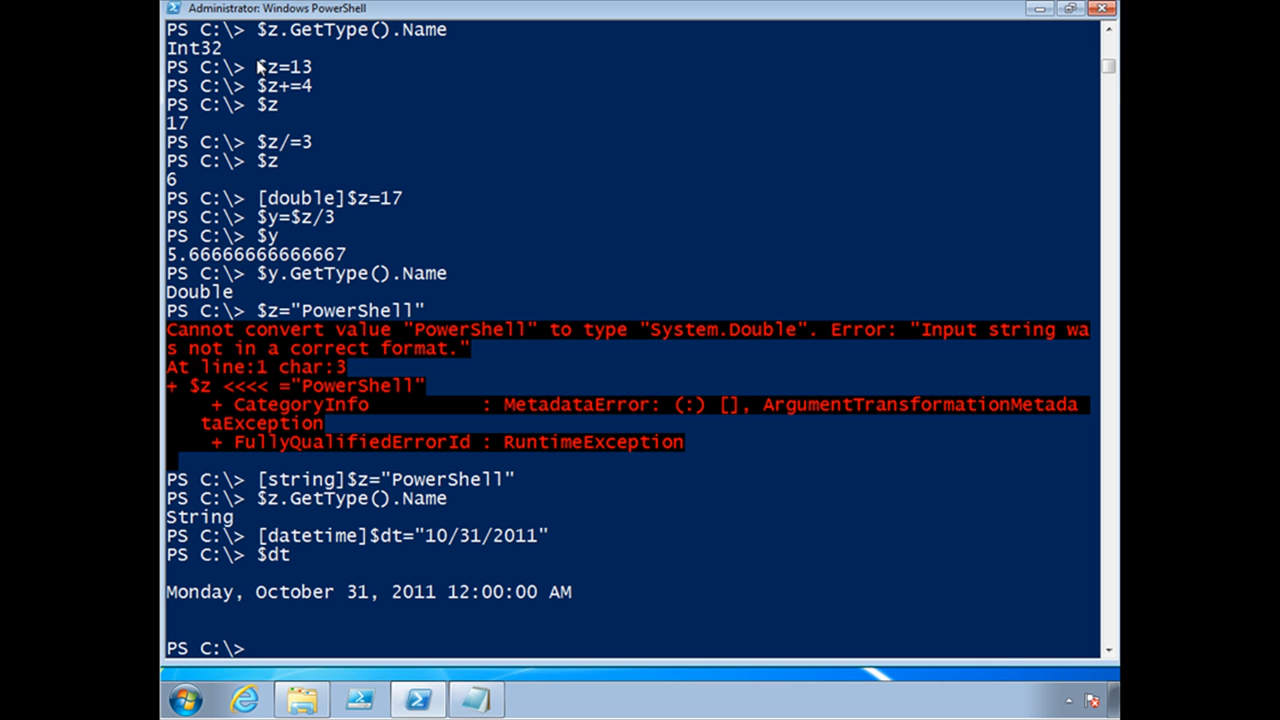 Administrator: Windows PowerShell
PS C:\> $z.GetType().Name
Int32
PS C:\> $z=13
PS C:\> $z+=4
PS C:\> $z
17
PS C:\> $z/=3
PS C:\> $z
6
PS C:\> [double]$z=17
PS C:\> $y=$z/3
PS C:\> $y
5.66666666666667
PS C:\> $y.GetType().Name
Double
PS C:\> $z="PowerShell"
Cannot convert value "PowerShell" to type "System.Double". Error: "Input string wa
s not in a correct format."
At line:1 char:3
+ $z <<<< ="PowerShell"
    + CategoryInfo          : MetadataError: (:) [], ArgumentTransformationMetada
   taException
    + FullyQualifiedErrorId : RuntimeException
PS C:\> [string]$z="PowerShell"
PS C:\> $z.GetType().Name
String
PS C:\> [datetime]$dt="10/31/2011"
PS C:\> $dt
Monday, October 31, 2011 12:00:00 AM
PS C:\>